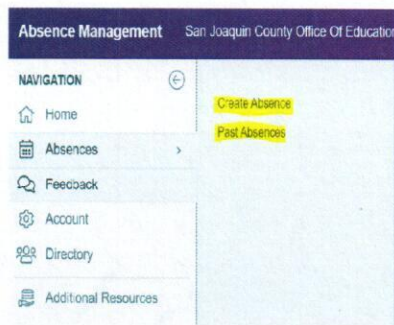 Absence Management San Joaquin County Office Of Education
NAVIGATION
Home
Absences
Feedback
Account
Directory
Additional Resources
Create Absence
Past Absences